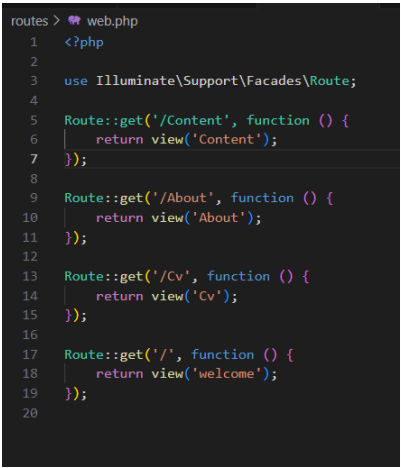 routes > web.php
1 <?php
2
3 use Illuminate\Support\Facades\Route;
4
5 Route::get('/Content', function () {
6     return view('Content');
7 });
8
9 Route::get('/About', function () {
10     return view('About');
11 });
12
13 Route::get('/Cv', function () {
14     return view('Cv');
15 });
16
17 Route::get('/', function () {
18     return view('welcome');
19 });
20